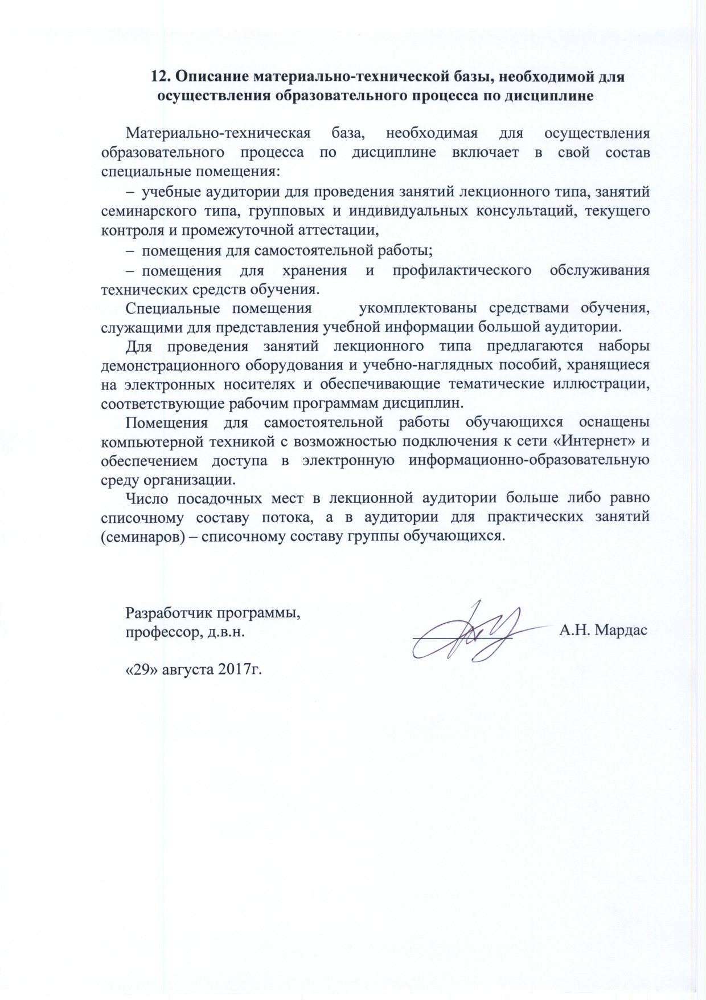 12. Описание материально-технической базы, необходимой для
осуществления образовательного процесса по дисциплине
Материально-техническая база, необходимая для осуществления
образовательного процесса по дисциплине включает в свой состав
специальные помещения:
– учебные аудитории для проведения занятий лекционного типа, занятий
семинарского типа, групповых и индивидуальных консультаций, текущего
контроля и промежуточной аттестации,
– помещения для самостоятельной работы;
– помещения для хранения и профилактического обслуживания
технических средств обучения.
Специальные помещения укомплектованы средствами обучения,
служащими для представления учебной информации большой аудитории.
Для проведения занятий лекционного типа предлагаются наборы
демонстрационного оборудования и учебно-наглядных пособий, хранящиеся
на электронных носителях и обеспечивающие тематические иллюстрации,
соответствующие рабочим программам дисциплин.
Помещения для самостоятельной работы обучающихся оснащены
компьютерной техникой с возможностью подключения к сети «Интернет» и
обеспечением доступа в электронную информационно-образовательную
среду организации.
Число посадочных мест в лекционной аудитории больше либо равно
списочному составу потока, а в аудитории для практических занятий
(семинаров) – списочному составу группы обучающихся.
Разработчик программы,
профессор, д.в.н. А.Н. Мардас
«29» августа 2017г.